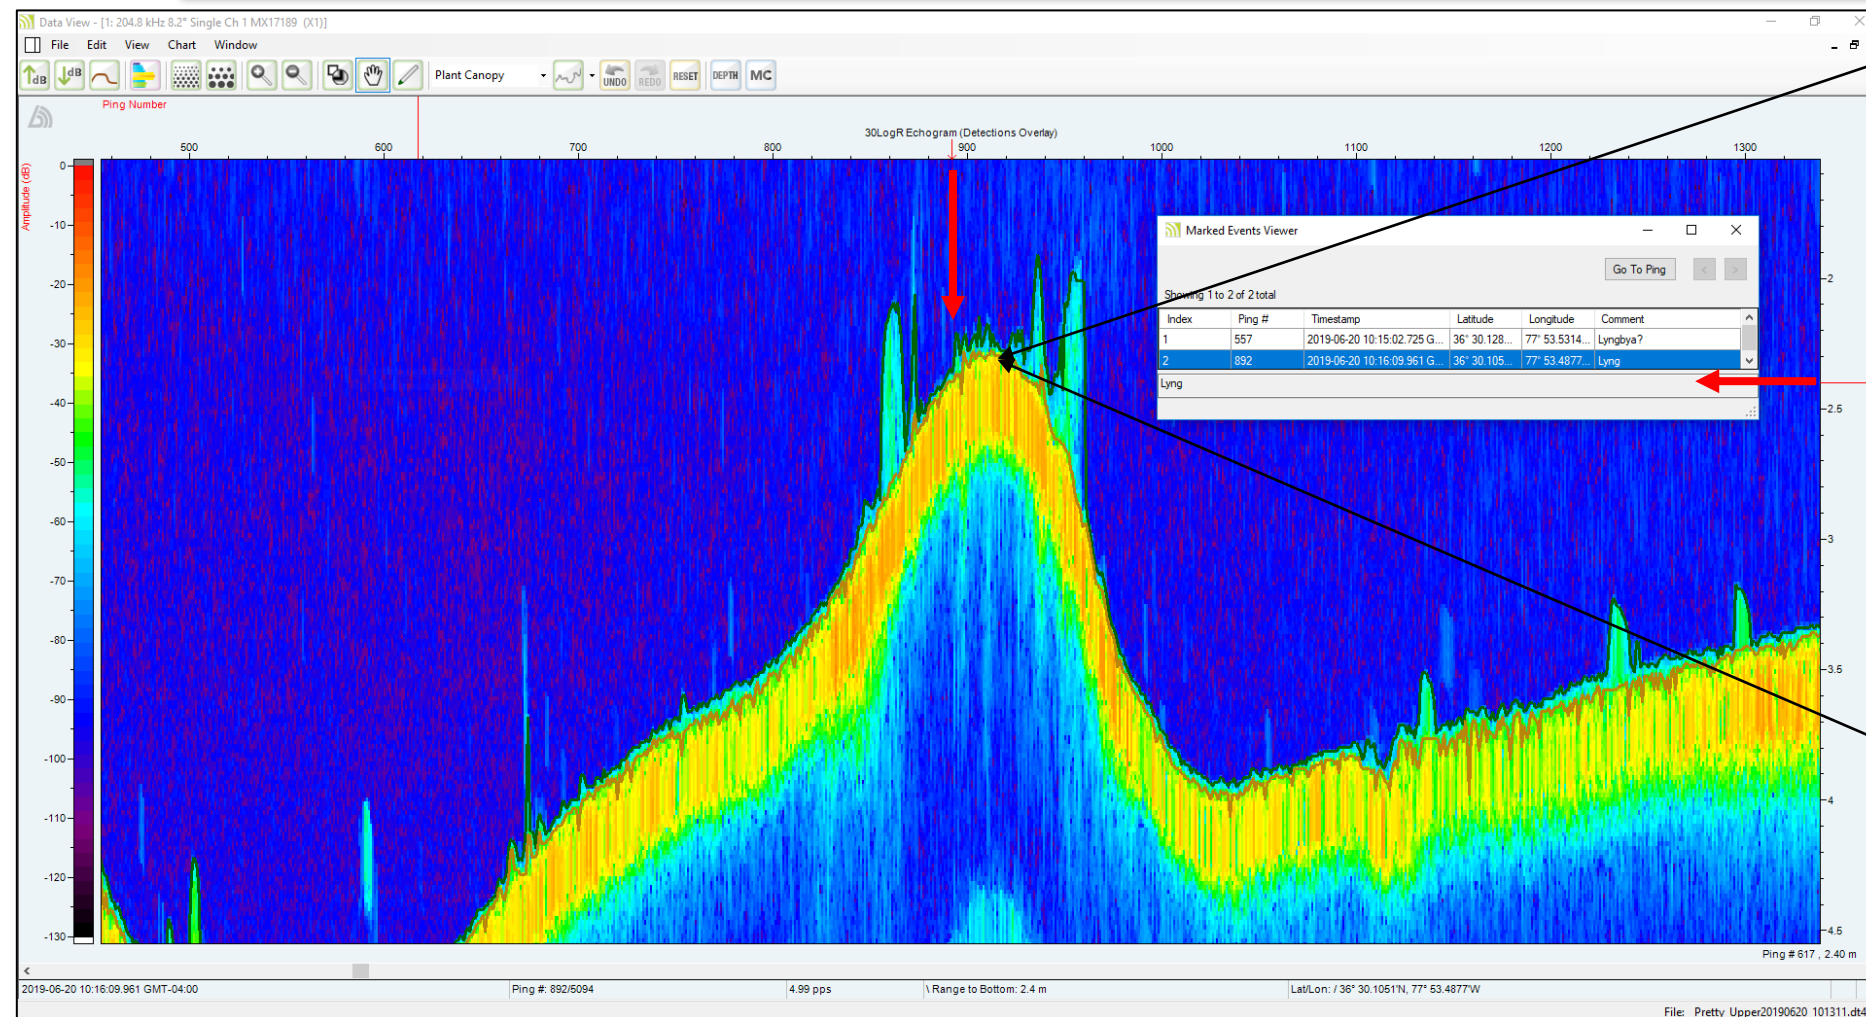 Data View - [1: 204.8 kHz 8.2° Single Ch 1 MX17189 (X1)]
File Edit View Chart Window
dB dB Plant Canopy UNDO REDO RESET DEPTH MC
Ping Number
30LogR Echogram (Detections Overlay)
500 600 700 800 900 1000 1100 1200 1300
Amplitude (dB)
0
-10
-20
-30
-40
-50
-60
-70
-80
-90
-100
-110
-120
-130
Marked Events Viewer
Go To Ping < >
Showing 1 to 2 of 2 total
Index Ping # Timestamp Latitude Longitude Comment
1 557 2019-06-20 10:15:02.725 G... 36° 30.128... 77° 53.5314... Lyngbya?
2 892 2019-06-20 10:16:09.961 G... 36° 30.105... 77° 53.4877... Lyng
Lyng
2
2.5
3
3.5
4
4.5
Ping # 617 , 2.40 m
2019-06-20 10:16:09.961 GMT-04:00 Ping #: 892/5094 4.99 pps \ Range to Bottom: 2.4 m Lat/Lon: / 36° 30.1051'N, 77° 53.4877'W
File: Pretty_Upper20190620_101311.dt4